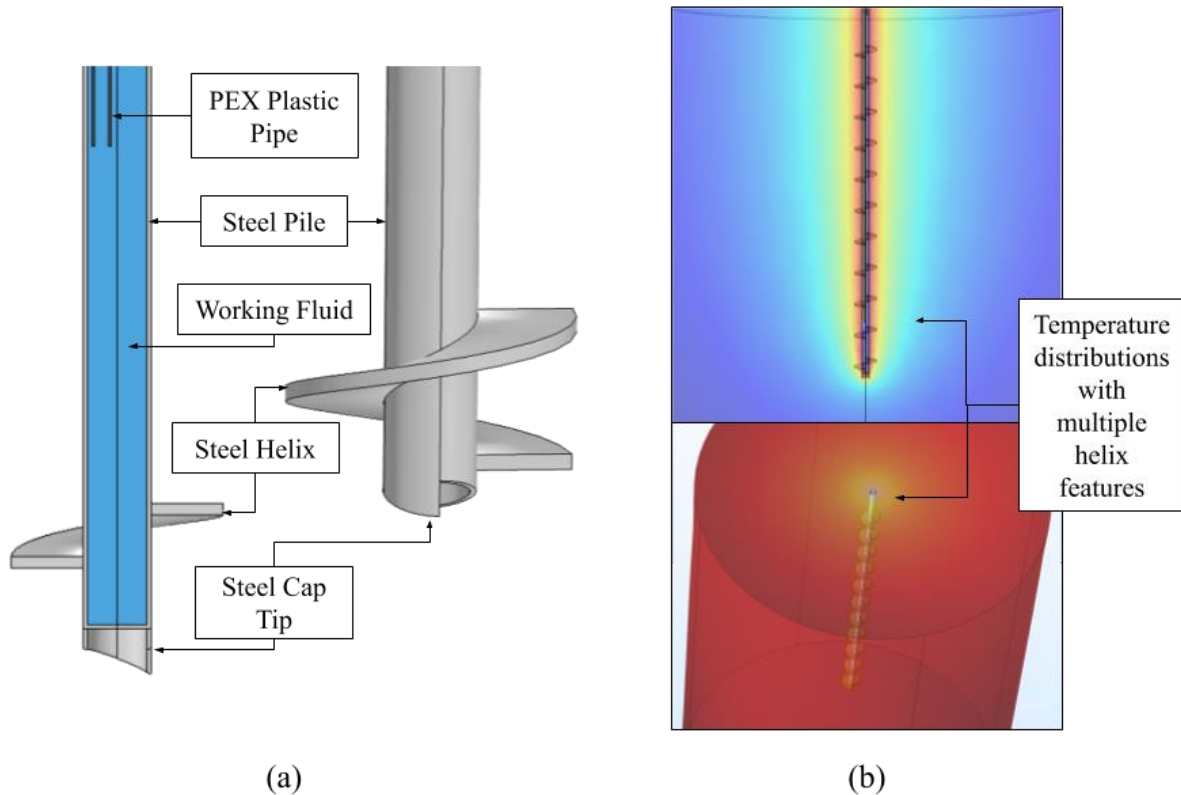 PEX Plastic
Pipe
Steel Pile
Working Fluid
Steel Helix
Steel Cap
Tip
Temperature
distributions
with
multiple
helix
features
(a)
(b)